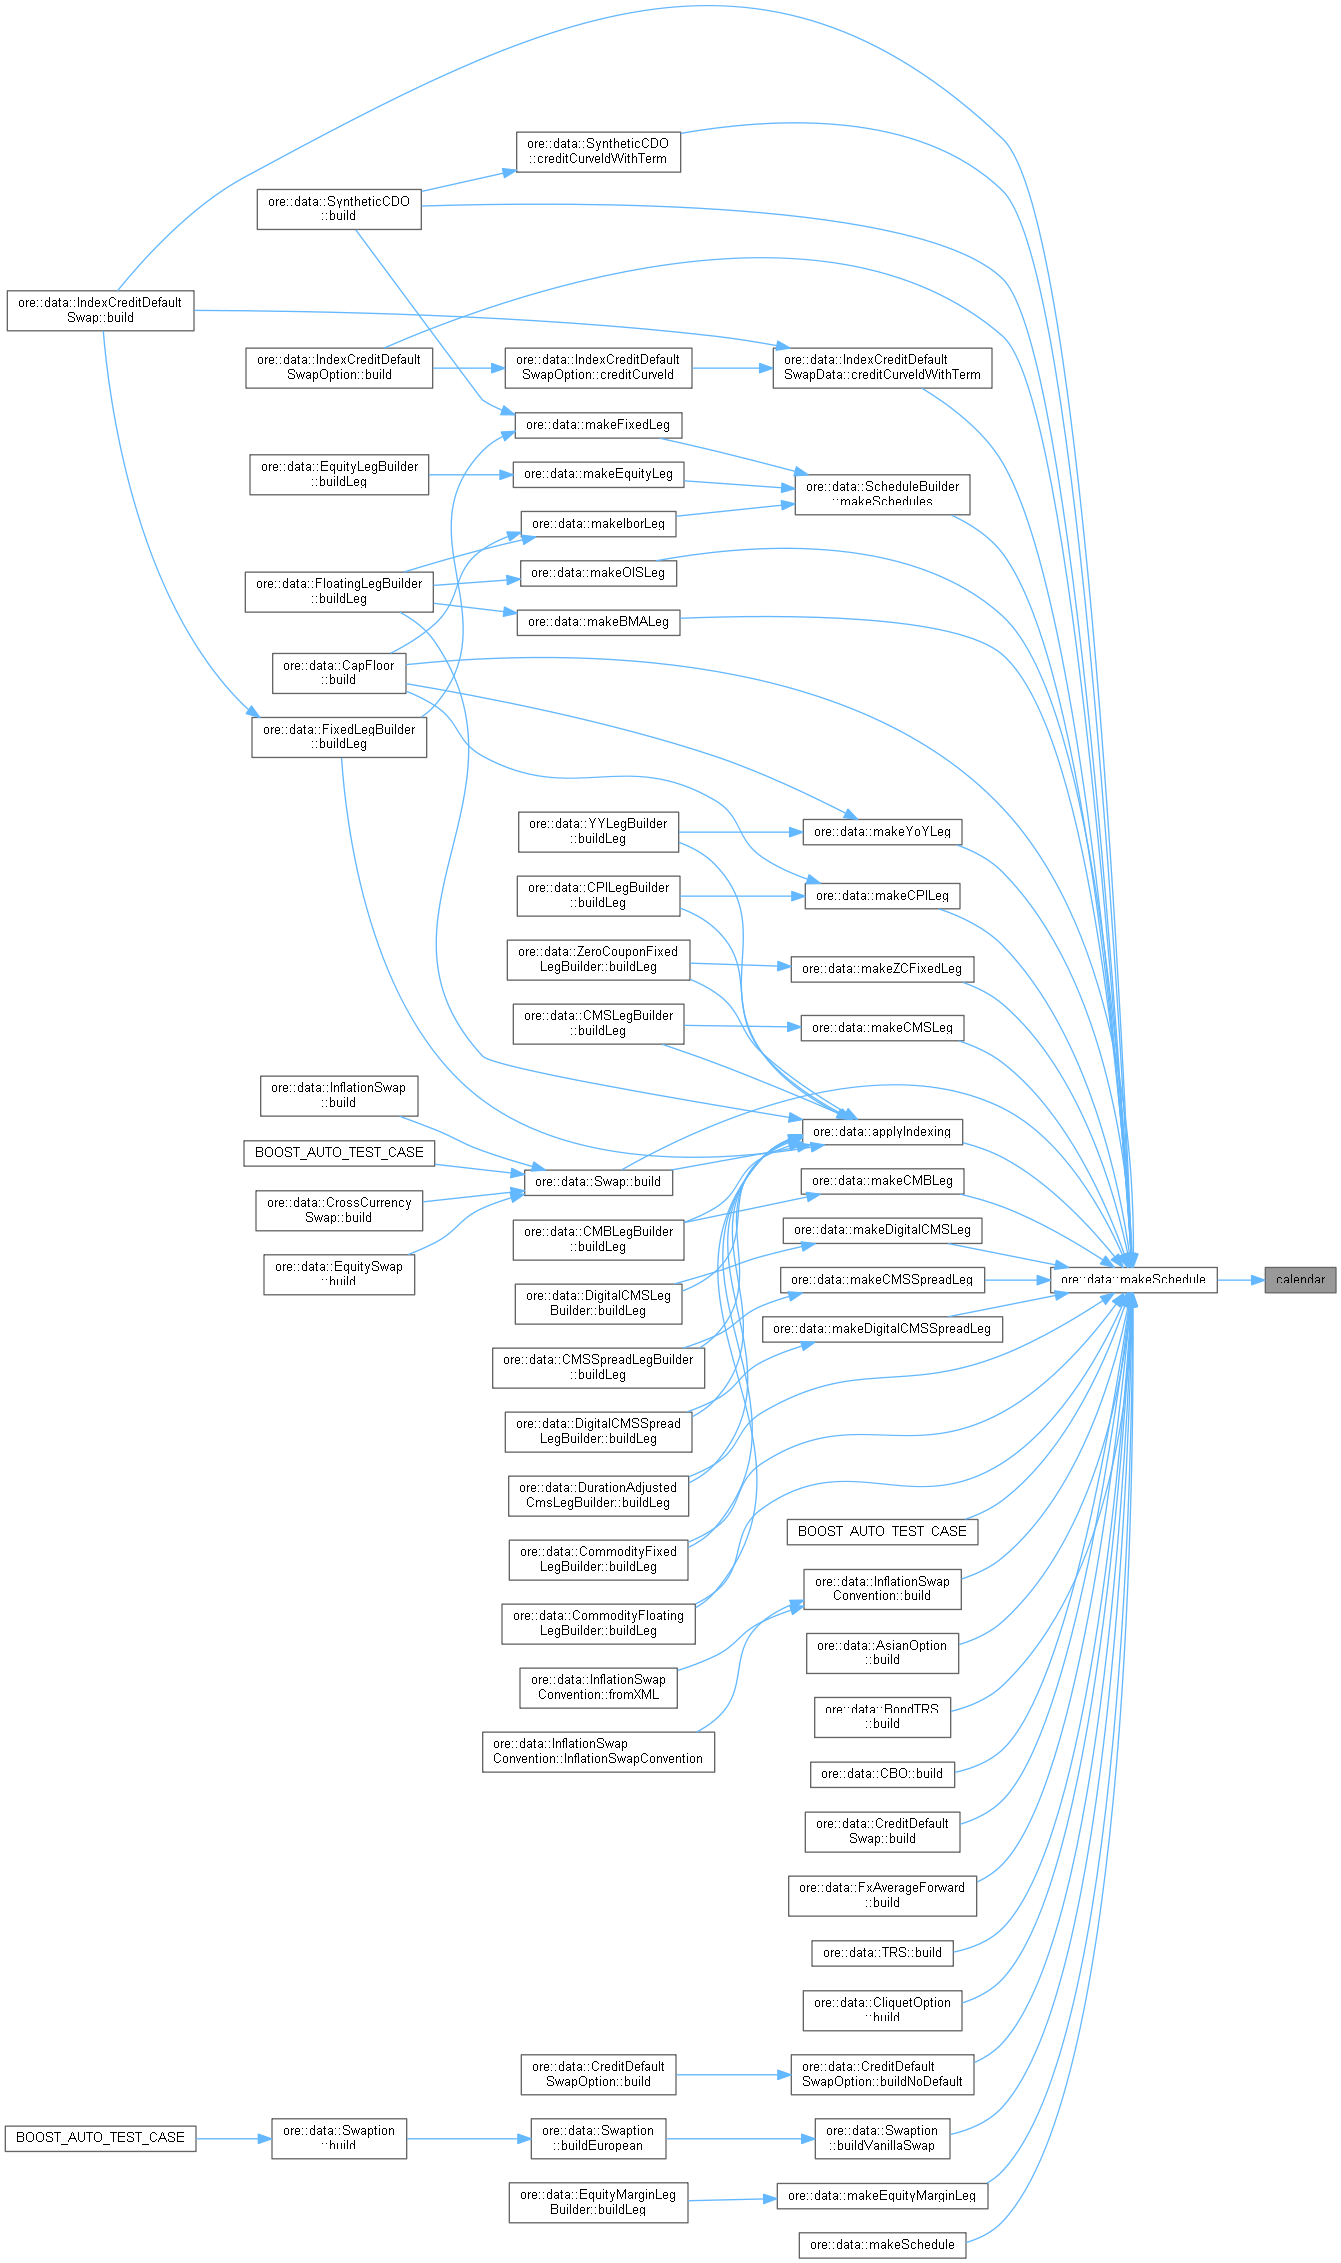 ore::data::SyntheticCDO
::creditCurveIdWithTerm
ore::data::SyntheticCDO
::build
ore::data::IndexCreditDefault
Swap::build
ore::data::IndexCreditDefault
SwapOption::build
ore::data::IndexCreditDefault
SwapOption::creditCurveId
ore::data::IndexCreditDefault
SwapData::creditCurveIdWithTerm
ore::data::makeFixedLeg
ore::data::EquityLegBuilder
::buildLeg
ore::data::makeEquityLeg
ore::data::ScheduleBuilder
::makeSchedules
ore::data::makeIborLeg
ore::data::makeOISLeg
ore::data::FloatingLegBuilder
::buildLeg
ore::data::makeBMALeg
ore::data::CapFloor
::build
ore::data::FixedLegBuilder
::buildLeg
ore::data::YYLegBuilder
::buildLeg
ore::data::makeYoYLeg
ore::data::CPILegBuilder
::buildLeg
ore::data::makeCPILeg
ore::data::ZeroCouponFixed
LegBuilder::buildLeg
ore::data::makeZCFixedLeg
ore::data::CMSLegBuilder
::buildLeg
ore::data::makeCMSLeg
ore::data::InflationSwap
::build
ore::data::applyIndexing
BOOST_AUTO_TEST_CASE
ore::data::Swap::build
ore::data::makeCMBLeg
ore::data::CrossCurrency
Swap::build
ore::data::CMBLegBuilder
::buildLeg
ore::data::makeDigitalCMSLeg
ore::data::EquitySwap
::build
ore::data::makeCMSSpreadLeg
ore::data::makeSchedule
calendar
ore::data::DigitalCMSLeg
Builder::buildLeg
ore::data::makeDigitalCMSSpreadLeg
ore::data::CMSSpreadLegBuilder
::buildLeg
ore::data::DigitalCMSSpread
LegBuilder::buildLeg
ore::data::DurationAdjusted
CmsLegBuilder::buildLeg
BOOST_AUTO_TEST_CASE
ore::data::CommodityFixed
LegBuilder::buildLeg
ore::data::InflationSwap
Convention::build
ore::data::CommodityFloating
LegBuilder::buildLeg
ore::data::AsianOption
::build
ore::data::InflationSwap
Convention::fromXML
ore::data::BondTRS
::build
ore::data::InflationSwap
Convention::InflationSwapConvention
ore::data::CBO::build
ore::data::CreditDefault
Swap::build
ore::data::FxAverageForward
::build
ore::data::TRS::build
ore::data::CliquetOption
::build
ore::data::CreditDefault
SwapOption::build
ore::data::CreditDefault
SwapOption::buildNoDefault
BOOST_AUTO_TEST_CASE
ore::data::Swaption
::build
ore::data::Swaption
::buildEuropean
ore::data::Swaption
::buildVanillaSwap
ore::data::EquityMarginLeg
Builder::buildLeg
ore::data::makeEquityMarginLeg
ore::data::makeSchedule